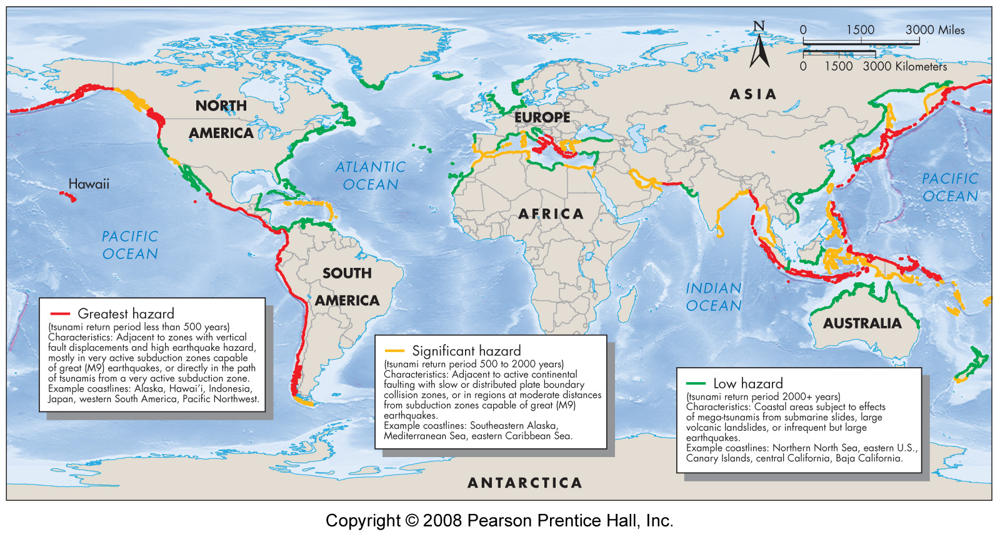 N
0 1500 3000 Miles
0 1500 3000 Kilometers
ASIA
NORTH
AMERICA
EUROPE
ATLANTIC
OCEAN
Hawaii
PACIFIC
OCEAN
AFRICA
PACIFIC
OCEAN
SOUTH
AMERICA
INDIAN
OCEAN
AUSTRALIA
Greatest hazard
(tsunami return period less than 500 years)
Characteristics: Adjacent to zones with vertical
fault displacements and high earthquake hazard,
mostly in very active subduction zones capable
of great (M9) earthquakes, or directly in the path
of tsunamis from a very active subduction zone.
Example coastlines: Alaska, Hawai'i, Indonesia,
Japan, western South America, Pacific Northwest.
Significant hazard
(tsunami return period 500 to 2000 years)
Characteristics: Adjacent to active continental
faulting with slow or distributed plate boundary
collision zones, or in regions at moderate distances
from subduction zones capable of great (M9)
earthquakes.
Example coastlines: Southeastern Alaska,
Mediterranean Sea, eastern Caribbean Sea.
Low hazard
(tsunami return period 2000+ years)
Characteristics: Coastal areas subject to effects
of mega-tsunamis from submarine slides, large
volcanic landslides, or infrequent but large
earthquakes.
Example coastlines: Northern North Sea, eastern U.S.,
Canary Islands, central California, Baja California.
ANTARCTICA
Copyright © 2008 Pearson Prentice Hall, Inc.